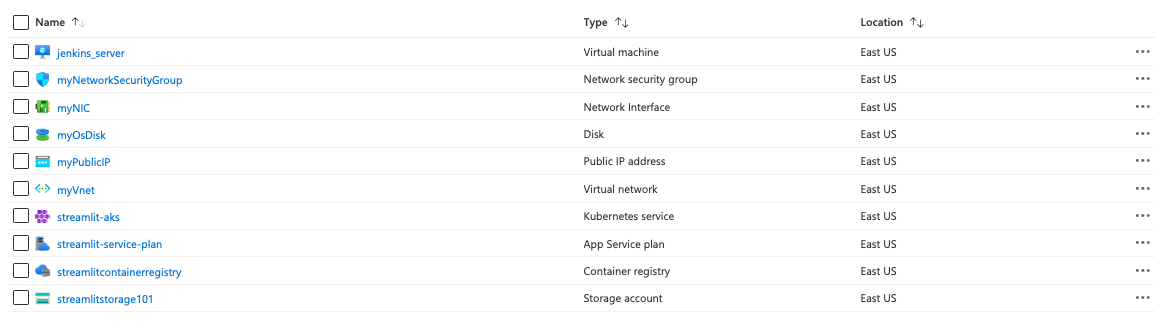 Name ↑↓ Type ↑↓ Location ↑↓
jenkins_server Virtual machine East US ...
myNetworkSecurityGroup Network security group East US ...
myNIC Network Interface East US ...
myOsDisk Disk East US ...
myPublicIP Public IP address East US ...
myVnet Virtual network East US ...
streamlit-aks Kubernetes service East US ...
streamlit-service-plan App Service plan East US ...
streamlitcontainerregistry Container registry East US ...
streamlitstorage101 Storage account East US ...